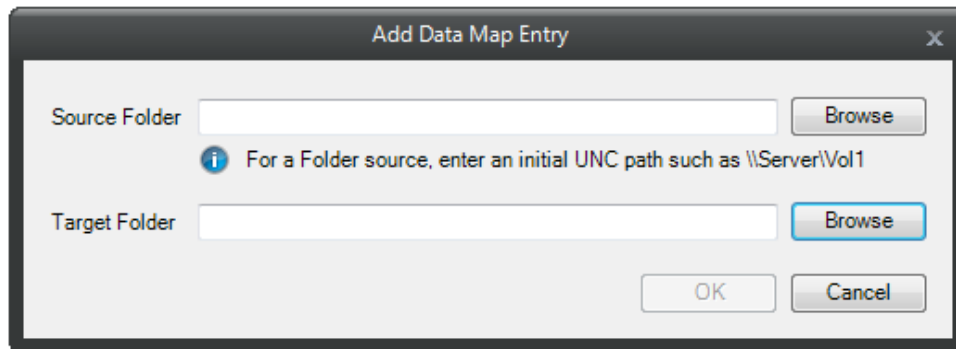 Add Data Map Entry
x
Source Folder
Browse
For a Folder source, enter an initial UNC path such as \\Server\Vol1
Target Folder
Browse
OK
Cancel